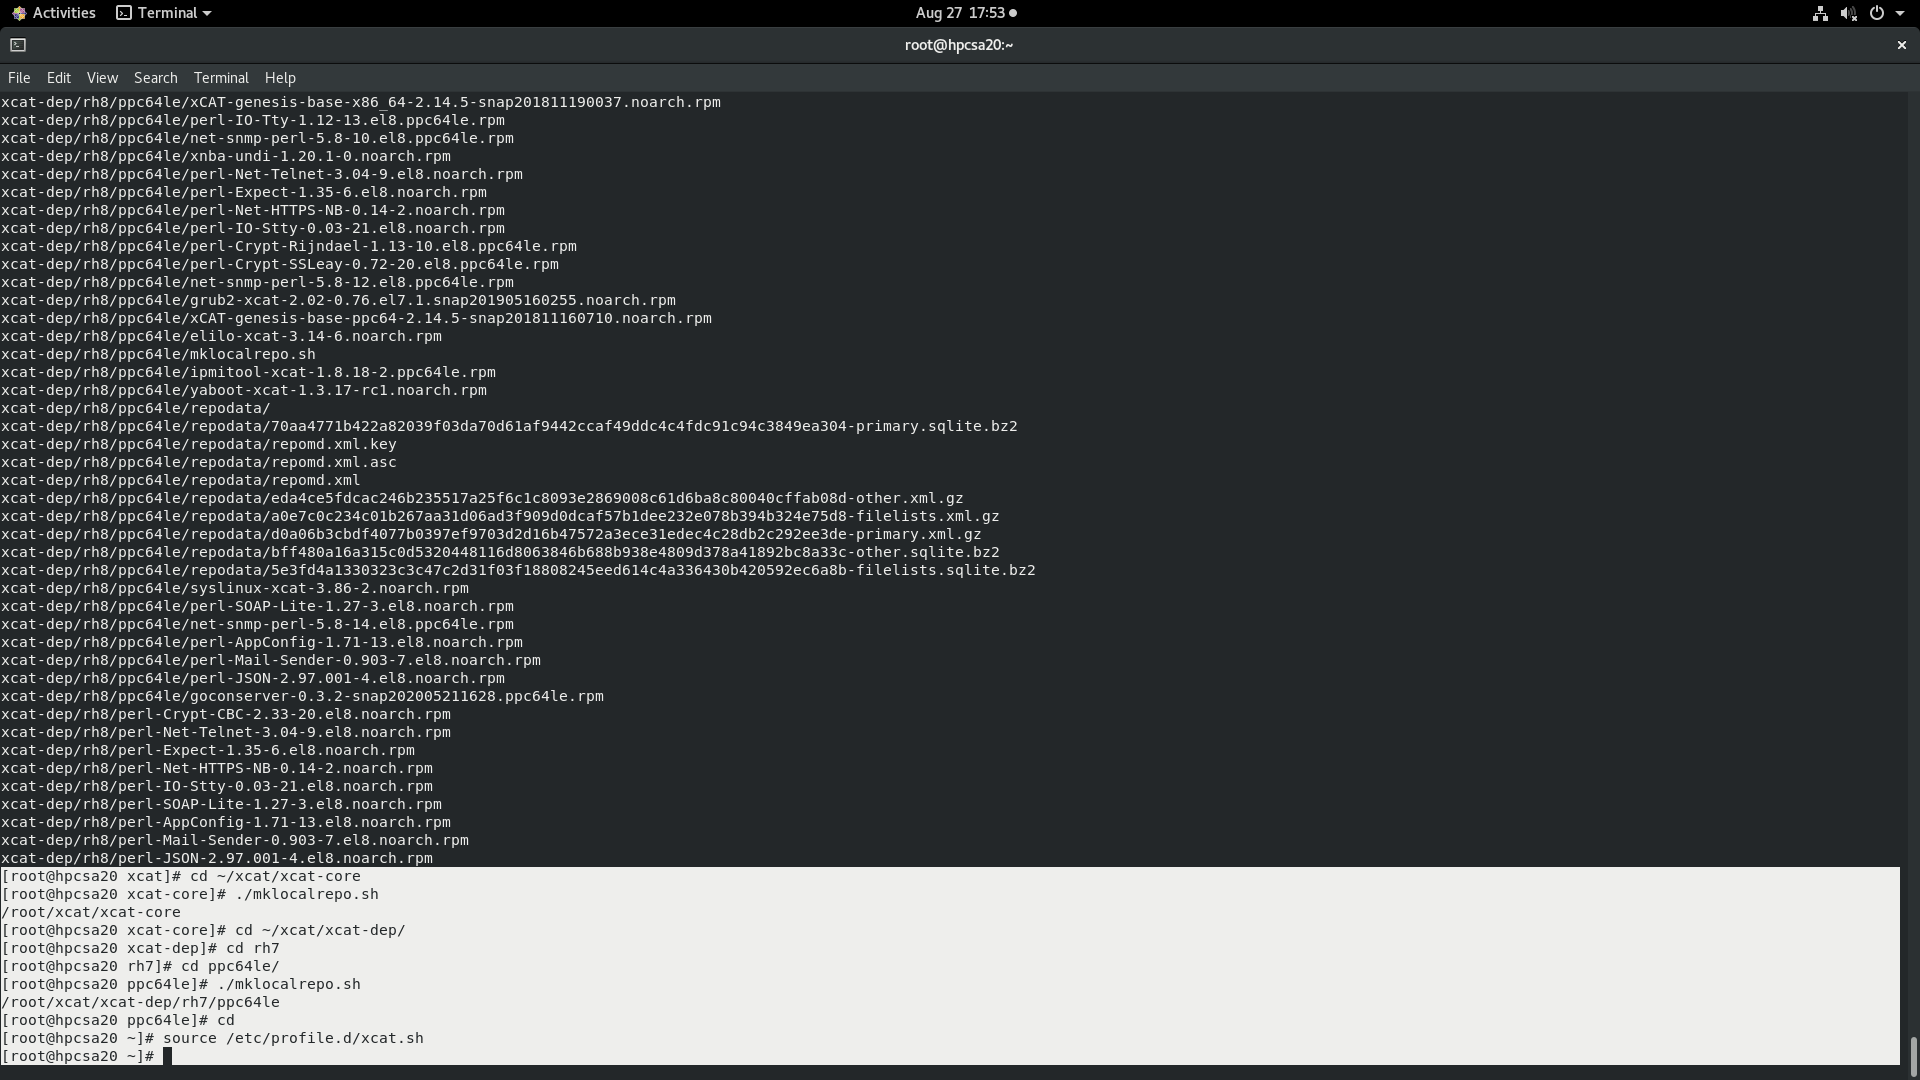 Activities
Terminal
Aug 27 17:53
root@hpcsa20:~
File Edit View Search Terminal Help
xcat-dep/rh8/ppc64le/xCAT-genesis-base-x86_64-2.14.5-snap201811190037.noarch.rpm
xcat-dep/rh8/ppc64le/perl-IO-Tty-1.12-13.el8.ppc64le.rpm
xcat-dep/rh8/ppc64le/net-snmp-perl-5.8-10.el8.ppc64le.rpm
xcat-dep/rh8/ppc64le/xnba-undi-1.20.1-0.noarch.rpm
xcat-dep/rh8/ppc64le/perl-Net-Telnet-3.04-9.el8.noarch.rpm
xcat-dep/rh8/ppc64le/perl-Expect-1.35-6.el8.noarch.rpm
xcat-dep/rh8/ppc64le/perl-Net-HTTPS-NB-0.14-2.noarch.rpm
xcat-dep/rh8/ppc64le/perl-IO-Stty-0.03-21.el8.noarch.rpm
xcat-dep/rh8/ppc64le/perl-Crypt-Rijndael-1.13-10.el8.ppc64le.rpm
xcat-dep/rh8/ppc64le/perl-Crypt-SSLeay-0.72-20.el8.ppc64le.rpm
xcat-dep/rh8/ppc64le/net-snmp-perl-5.8-12.el8.ppc64le.rpm
xcat-dep/rh8/ppc64le/grub2-xcat-2.02-0.76.el7.1.snap201905160255.noarch.rpm
xcat-dep/rh8/ppc64le/xCAT-genesis-base-ppc64-2.14.5-snap201811160710.noarch.rpm
xcat-dep/rh8/ppc64le/elilo-xcat-3.14-6.noarch.rpm
xcat-dep/rh8/ppc64le/mklocalrepo.sh
xcat-dep/rh8/ppc64le/ipmitool-xcat-1.8.18-2.ppc64le.rpm
xcat-dep/rh8/ppc64le/yaboot-xcat-1.3.17-rc1.noarch.rpm
xcat-dep/rh8/ppc64le/repodata/
xcat-dep/rh8/ppc64le/repodata/70aa4771b422a82039f03da70d61af9442ccaf49ddc4c4fdc91c94c3849ea304-primary.sqlite.bz2
xcat-dep/rh8/ppc64le/repodata/repomd.xml.key
xcat-dep/rh8/ppc64le/repodata/repomd.xml.asc
xcat-dep/rh8/ppc64le/repodata/repomd.xml
xcat-dep/rh8/ppc64le/repodata/eda4ce5fdcac246b235517a25f6c1c8093e2869008c61d6ba8c80040cffab08d-other.xml.gz
xcat-dep/rh8/ppc64le/repodata/a0e7c0c234c01b267aa31d06ad3f909d0dcaf57b1dee232e078b394b324e75d8-filelists.xml.gz
xcat-dep/rh8/ppc64le/repodata/d0a06b3cbdf4077b0397ef9703d2d16b47572a3ece31edec4c28db2c292ee3de-primary.xml.gz
xcat-dep/rh8/ppc64le/repodata/bff480a16a315c0d5320448116d8063846b688b938e4809d378a41892bc8a33c-other.sqlite.bz2
xcat-dep/rh8/ppc64le/repodata/5e3fd4a1330323c3c47c2d31f03f18808245eed614c4a336430b420592ec6a8b-filelists.sqlite.bz2
xcat-dep/rh8/ppc64le/syslinux-xcat-3.86-2.noarch.rpm
xcat-dep/rh8/ppc64le/perl-SOAP-Lite-1.27-3.el8.noarch.rpm
xcat-dep/rh8/ppc64le/net-snmp-perl-5.8-14.el8.ppc64le.rpm
xcat-dep/rh8/ppc64le/perl-AppConfig-1.71-13.el8.noarch.rpm
xcat-dep/rh8/ppc64le/perl-Mail-Sender-0.903-7.el8.noarch.rpm
xcat-dep/rh8/ppc64le/perl-JSON-2.97.001-4.el8.noarch.rpm
xcat-dep/rh8/ppc64le/goconserver-0.3.2-snap202005211628.ppc64le.rpm
xcat-dep/rh8/perl-Crypt-CBC-2.33-20.el8.noarch.rpm
xcat-dep/rh8/perl-Net-Telnet-3.04-9.el8.noarch.rpm
xcat-dep/rh8/perl-Expect-1.35-6.el8.noarch.rpm
xcat-dep/rh8/perl-Net-HTTPS-NB-0.14-2.noarch.rpm
xcat-dep/rh8/perl-IO-Stty-0.03-21.el8.noarch.rpm
xcat-dep/rh8/perl-SOAP-Lite-1.27-3.el8.noarch.rpm
xcat-dep/rh8/perl-AppConfig-1.71-13.el8.noarch.rpm
xcat-dep/rh8/perl-Mail-Sender-0.903-7.el8.noarch.rpm
xcat-dep/rh8/perl-JSON-2.97.001-4.el8.noarch.rpm
[root@hpcsa20 xcat]# cd ~/xcat/xcat-core
[root@hpcsa20 xcat-core]# ./mklocalrepo.sh
/root/xcat/xcat-core
[root@hpcsa20 xcat-core]# cd ~/xcat/xcat-dep/
[root@hpcsa20 xcat-dep]# cd rh7
[root@hpcsa20 rh7]# cd ppc64le/
[root@hpcsa20 ppc64le]# ./mklocalrepo.sh
/root/xcat/xcat-dep/rh7/ppc64le
[root@hpcsa20 ppc64le]# cd
[root@hpcsa20 ~]# source /etc/profile.d/xcat.sh
[root@hpcsa20 ~]#